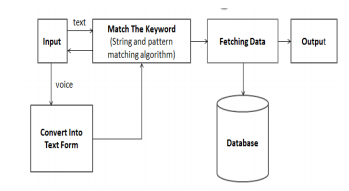 text
Input
Match The Keyword
(String and pattern
matching algorithm)
Fetching Data
Output
voice
Convert Into
Text Form
Database